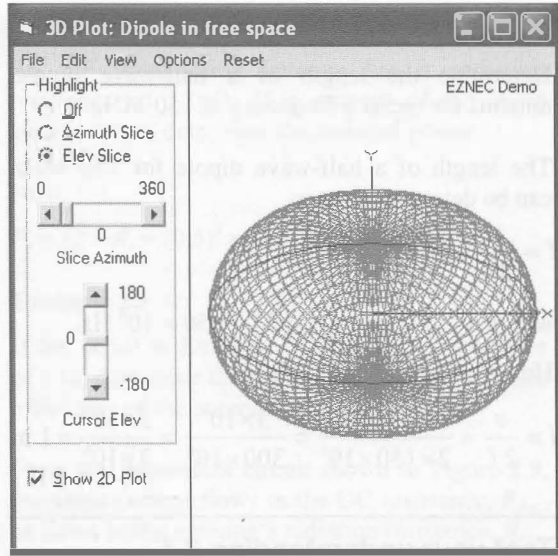 3D Plot: Dipole in free space
File Edit View Options Reset
Highlight
Off
Azimuth Slice
Elev Slice
0 360
0
Slice Azimuth
180
0
-180
Cursor Elev
Show 2D Plot
EZNEC Demo
Y
X